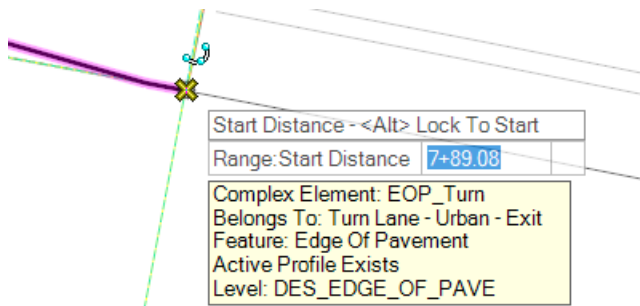 Start Distance - <Alt> Lock To Start
Range:Start Distance 7+89.08
Complex Element: EOP_Turn
Belongs To: Turn Lane - Urban - Exit
Feature: Edge Of Pavement
Active Profile Exists
Level: DES_EDGE_OF_PAVE